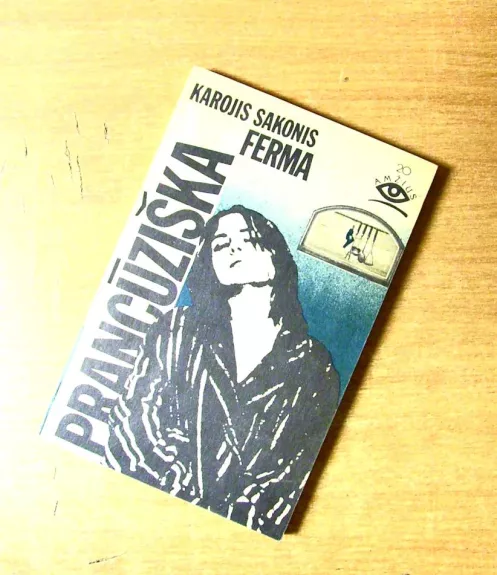 KAROJIS SAKONIS
PRANCŪZIŠKA
FERMA
20
AMŽIUS